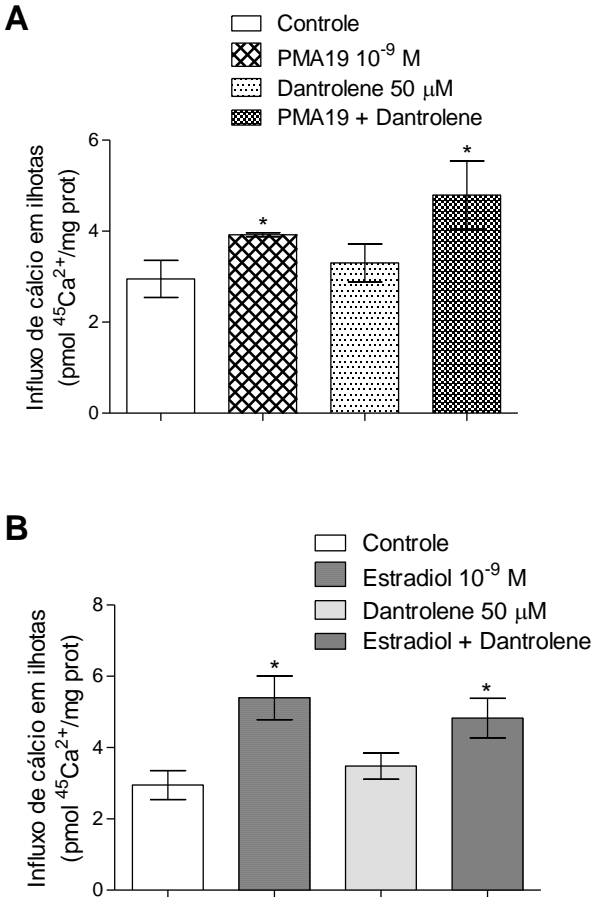 A
Controle
PMA19 10⁻⁹ M
Dantrolene 50 μM
PMA19 + Dantrolene
Influxo de cálcio em ilhotas
(pmol ⁴⁵Ca²⁺/mg prot)
6
4
2
0
*
*
B
Controle
Estradiol 10⁻⁹ M
Dantrolene 50 μM
Estradiol + Dantrolene
Influxo de cálcio em ilhotas
(pmol ⁴⁵Ca²⁺/mg prot)
8
6
4
2
0
*
*